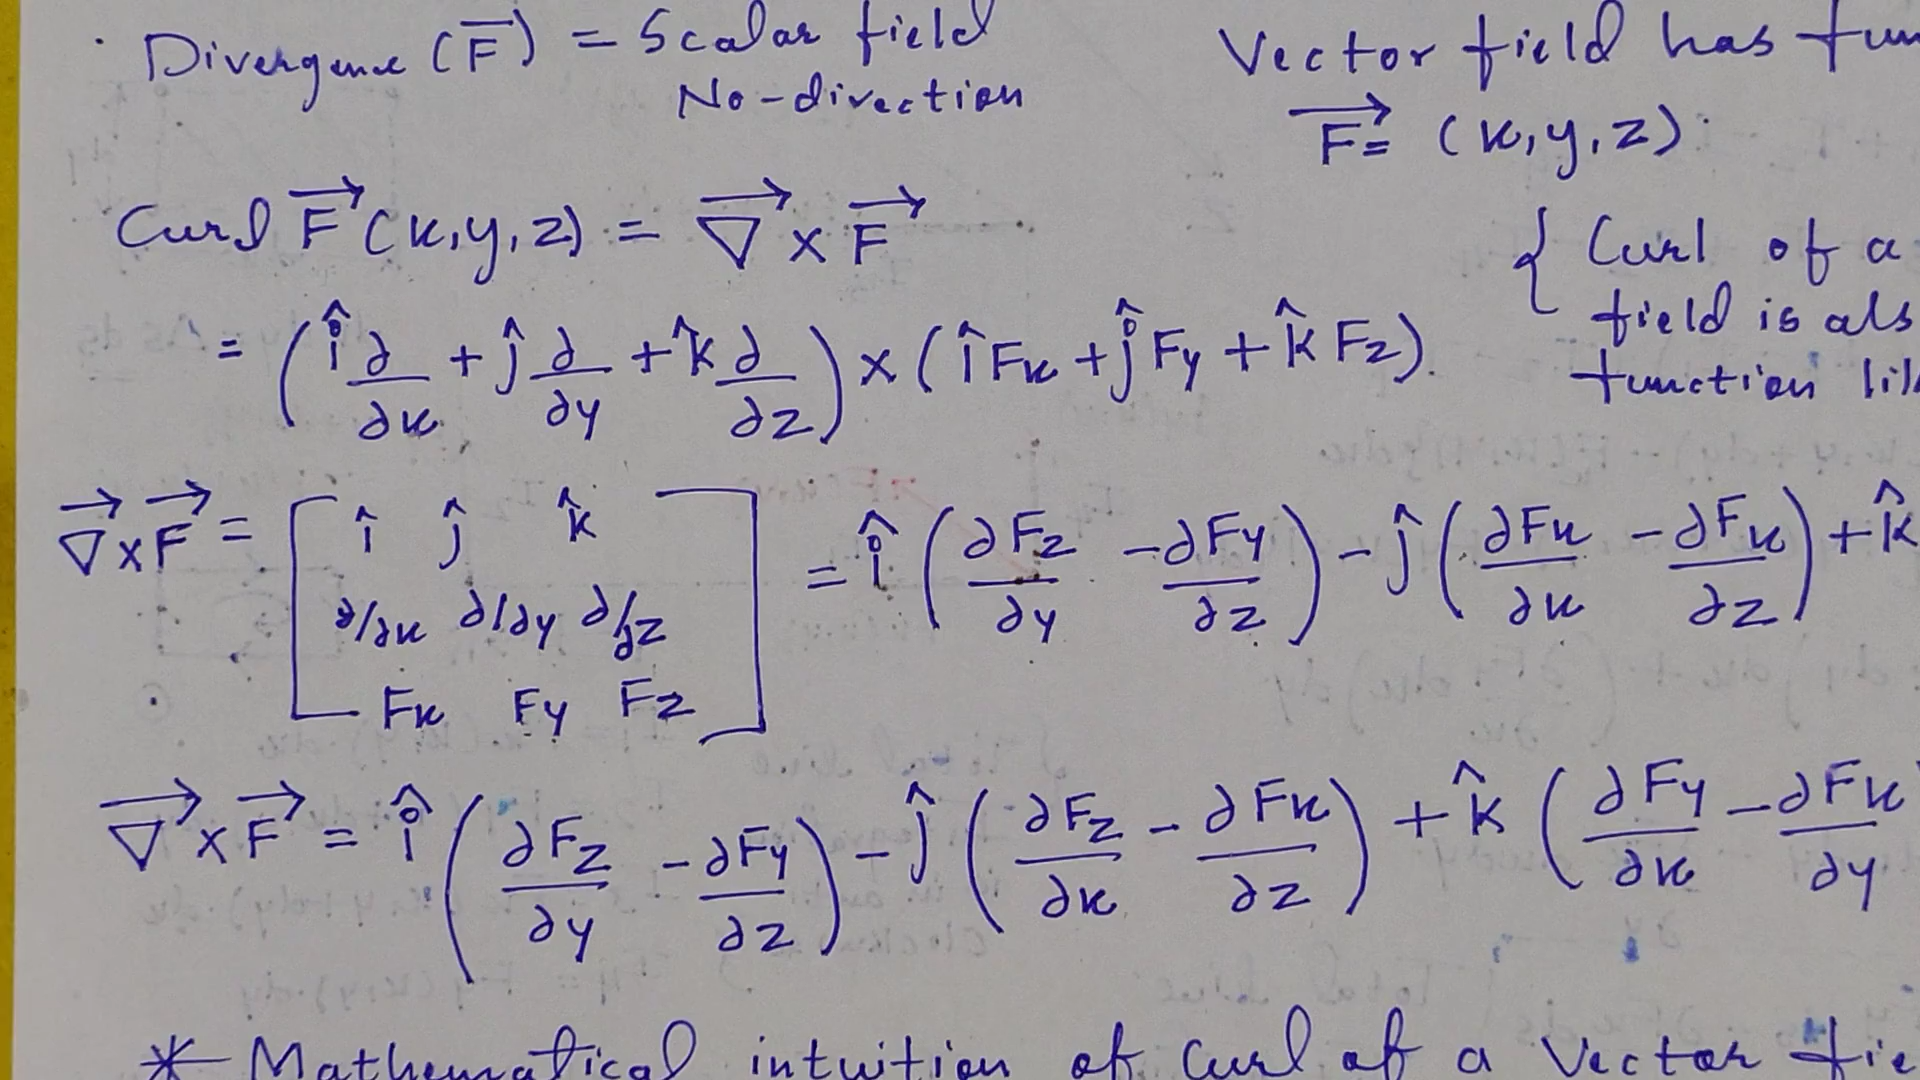 · Divergence (F⃗) = Scalar field
No-direction
Vector field has fun
F⃗= (x,y,z):
Curl F⃗ (x,y,z) = ∇⃗ × F⃗
{ Curl of a
field is als
function lik
= (î ∂/∂x + ĵ ∂/∂y + k̂ ∂/∂z) × (î Fx + ĵ Fy + k̂ Fz).
∇⃗×F⃗ = [ î ĵ k̂
∂/∂x ∂/∂y ∂/∂z
Fx Fy Fz ] = î (∂Fz/∂y - ∂Fy/∂z) - ĵ (∂Fx/∂x - ∂Fx/∂z) + k̂
∇⃗×F⃗ = î (∂Fz/∂y - ∂Fy/∂z) - ĵ (∂Fz/∂x - ∂Fx/∂z) + k̂ (∂Fy/∂x - ∂Fx/∂y
* Mathematical intuition of Curl of a Vector fie